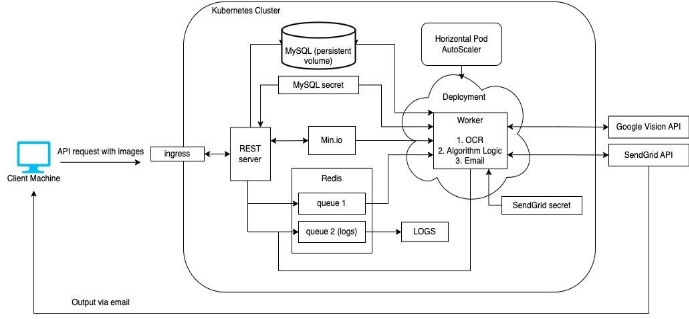 Kubernetes Cluster
MySQL (persistent
volume)
Horizontal Pod
AutoScaler
MySQL secret
Deployment
Worker
1. OCR
2. Algorithm Logic
3. Email
Google Vision API
SendGrid API
API request with images
ingress
REST
server
Min.io
Client Machine
Redis
queue 1
queue 2 (logs)
LOGS
SendGrid secret
Output via email